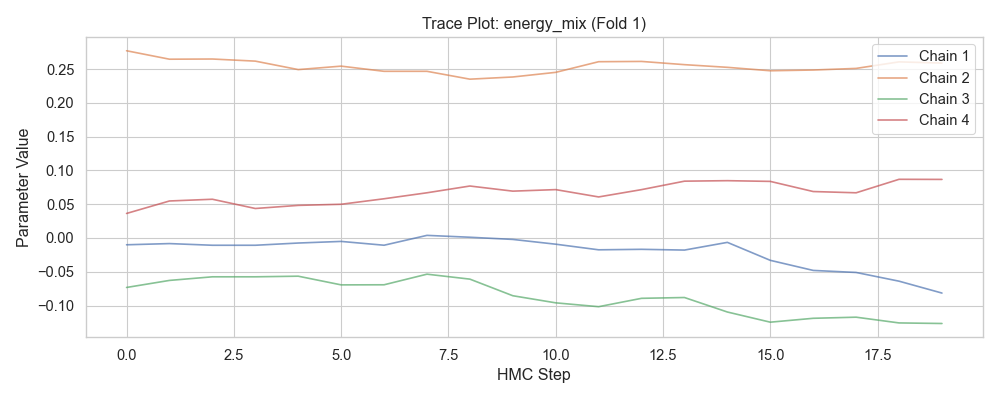 Trace Plot: energy_mix (Fold 1)
Parameter Value
0.25
0.20
0.15
0.10
0.05
0.00
−0.05
−0.10
Chain 1
Chain 2
Chain 3
Chain 4
0.0 2.5 5.0 7.5 10.0 12.5 15.0 17.5
HMC Step